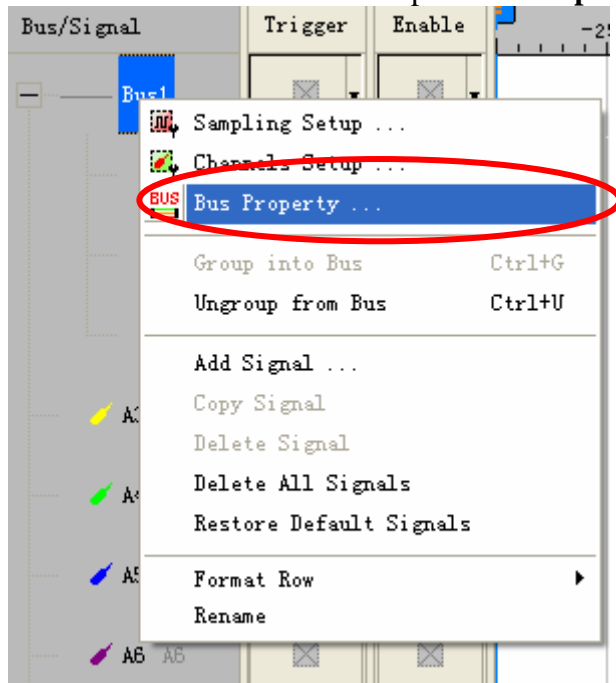 Bus/Signal Trigger Enable
Bus1
Sampling Setup ...
Channels Setup ...
BUS Bus Property ...
Group into Bus Ctrl+G
Ungroup from Bus Ctrl+U
Add Signal ...
Copy Signal
Delete Signal
Delete All Signals
Restore Default Signals
Format Row
Rename
A6 A6